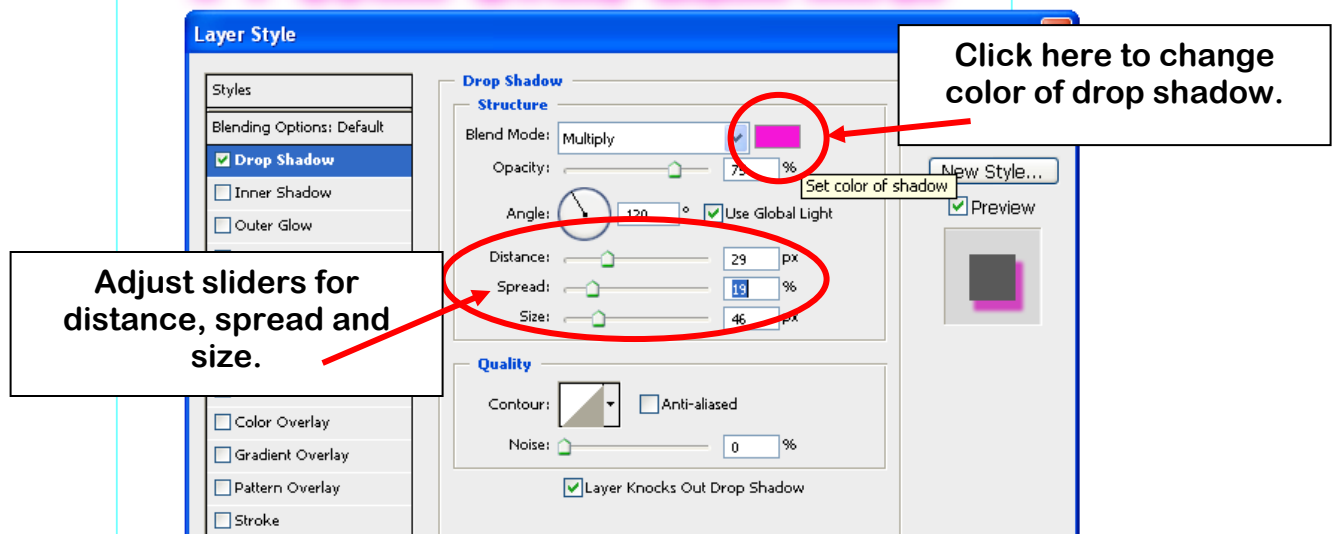 Layer Style
Click here to change
color of drop shadow.
Styles
Blending Options: Default
Drop Shadow
Inner Shadow
Outer Glow
Adjust sliders for
distance, spread and
size.
Color Overlay
Gradient Overlay
Pattern Overlay
Stroke
Drop Shadow
Structure
Blend Mode: Multiply
Opacity: 75 %
Set color of shadow
Angle: 120 ° Use Global Light
Distance: 29 px
Spread: 19 %
Size: 46 px
Quality
Contour: Anti-aliased
Noise: 0 %
Layer Knocks Out Drop Shadow
New Style...
Preview